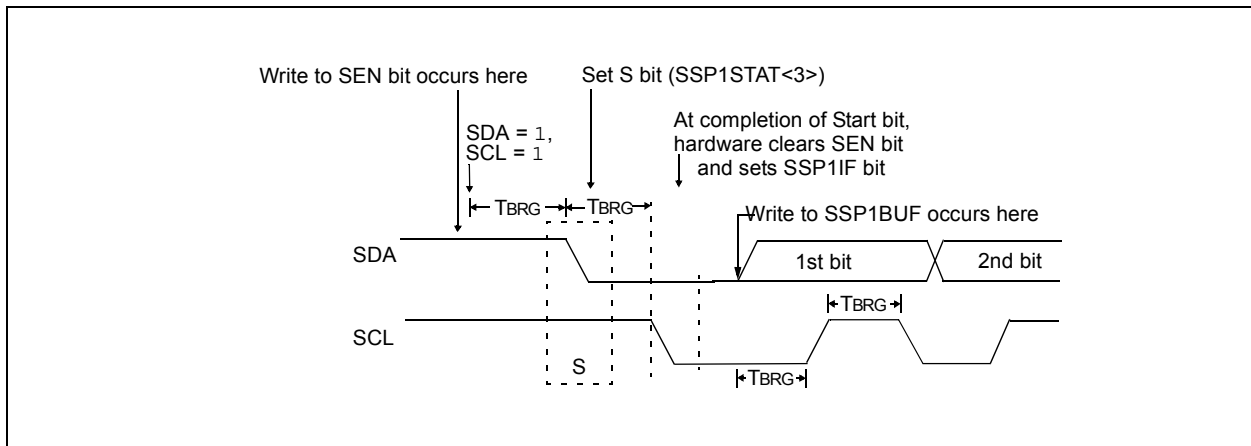 Write to SEN bit occurs here
Set S bit (SSP1STAT<3>)
SDA = 1,
SCL = 1
At completion of Start bit,
hardware clears SEN bit
and sets SSP1IF bit
TBRG
TBRG
Write to SSP1BUF occurs here
SDA
1st bit
2nd bit
TBRG
SCL
S
TBRG